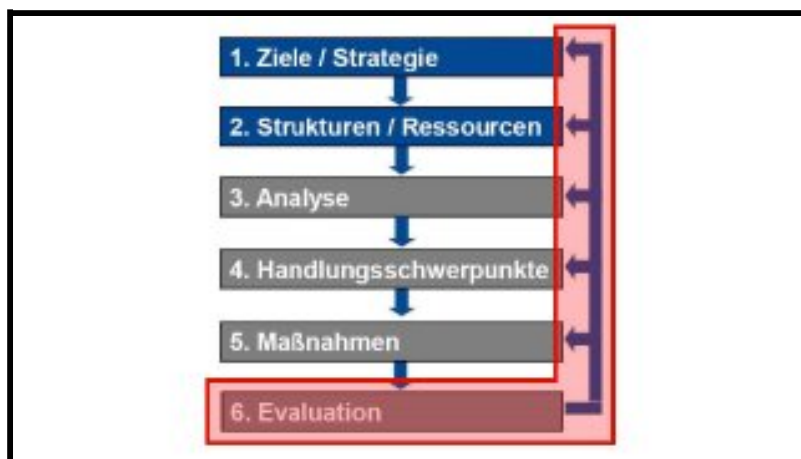 1. Ziele / Strategie
2. Strukturen / Ressourcen
3. Analyse
4. Handlungsschwerpunkte
5. Maßnahmen
6. Evaluation